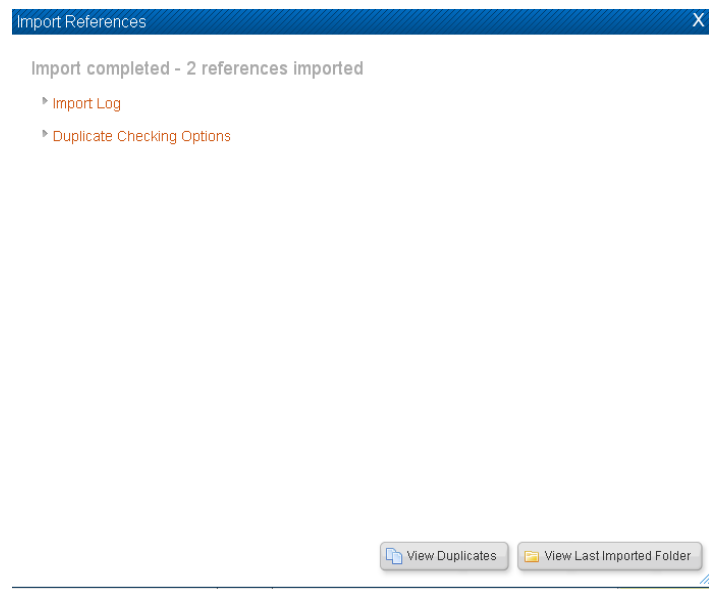 Import References X
Import completed - 2 references imported
Import Log
Duplicate Checking Options
View Duplicates View Last Imported Folder